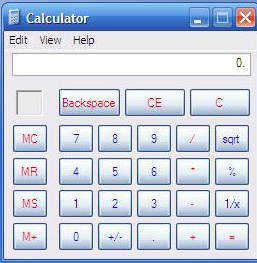 Calculator
Edit View Help
0.
Backspace CE C
MC 7 8 9 / sqrt
MR 4 5 6 * %
MS 1 2 3 - 1/x
M+ 0 +/- . + =